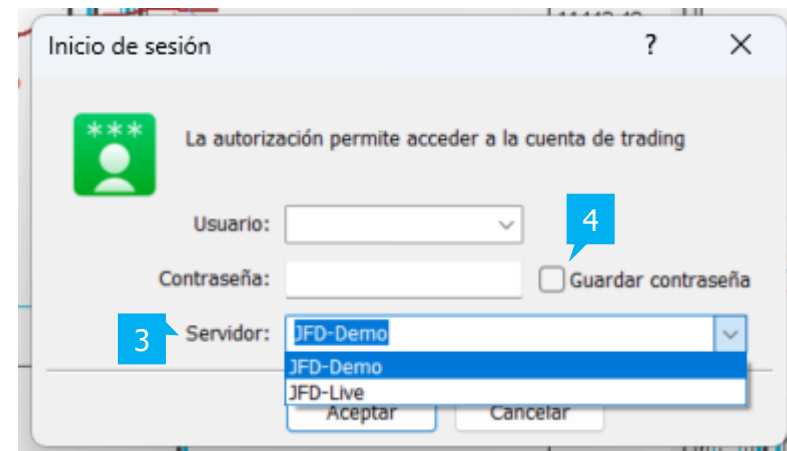 Inicio de sesión ? ×
***
La autorización permite acceder a la cuenta de trading
Usuario:
4
Contraseña: Guardar contraseña
3 Servidor: JFD-Demo
JFD-Demo
JFD-Live
Aceptar Cancelar